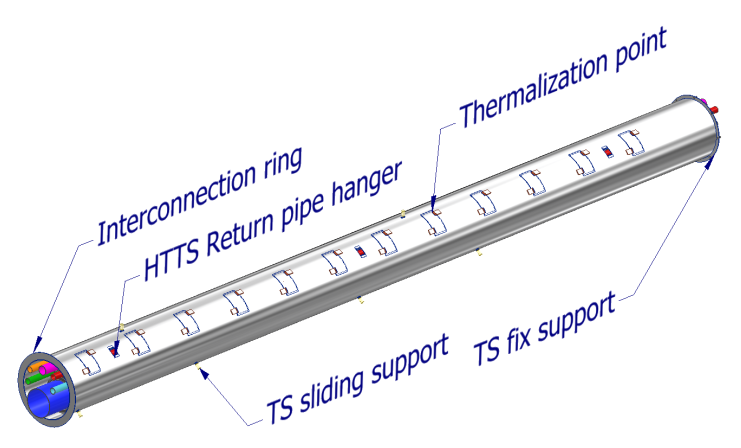 Thermalization point
Interconnection ring
HTTS Return pipe hanger
TS fix support
TS sliding support